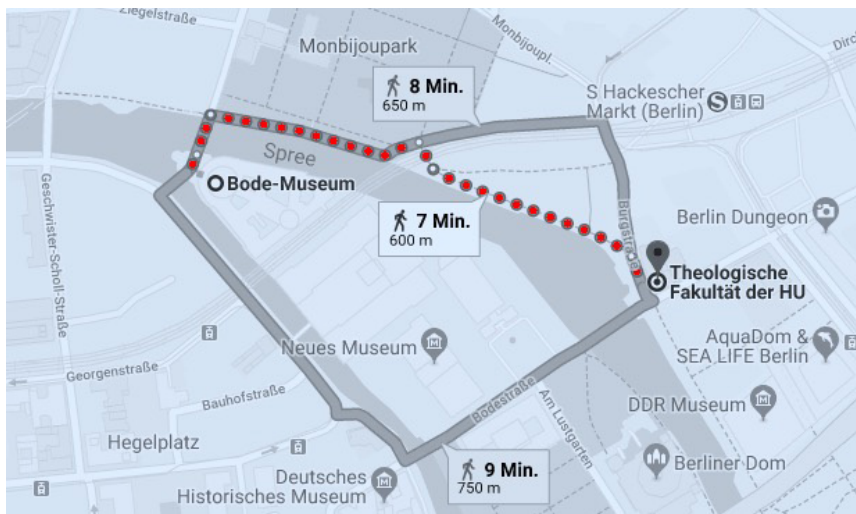 Ziegelstraße
Monbijoupark
Monbijoupl.
Dirc
8 Min.
650 m
S Hackescher
Markt (Berlin)
S
Spree
Bode-Museum
Geschwister-Scholl-Straße
7 Min.
600 m
Burgstraße
Berlin Dungeon
Theologische
Fakultät der HU
Neues Museum
AquaDom &
SEA LIFE Berlin
Georgenstraße
Bauhofstraße
Bodestraße
Am Lustgarten
DDR Museum
Hegelplatz
9 Min.
750 m
Berliner Dom
Deutsches
Historisches Museum